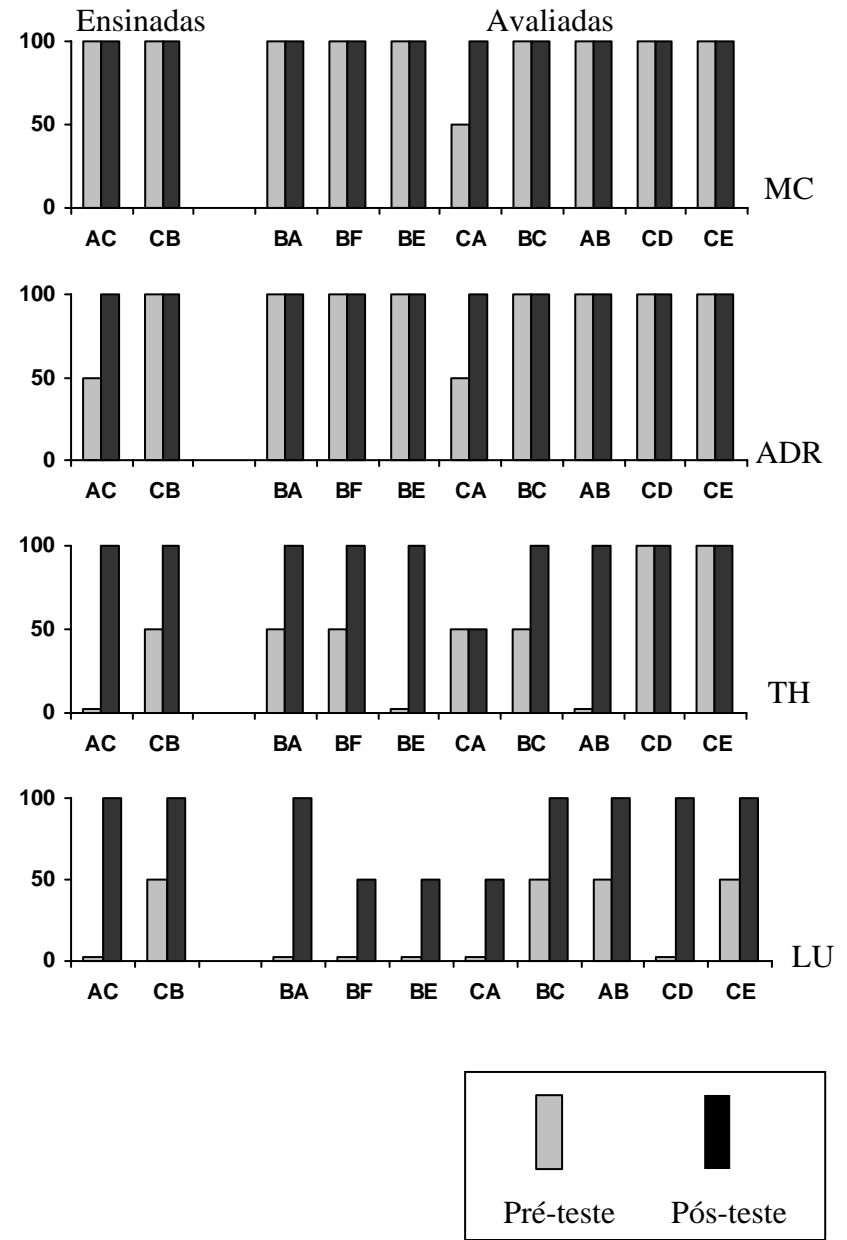 Ensinadas Avaliadas
100
50
0
MC
AC CB BA BF BE CA BC AB CD CE
100
50
0
ADR
AC CB BA BF BE CA BC AB CD CE
100
50
0
TH
AC CB BA BF BE CA BC AB CD CE
100
50
0
LU
AC CB BA BF BE CA BC AB CD CE
Pré-teste Pós-teste